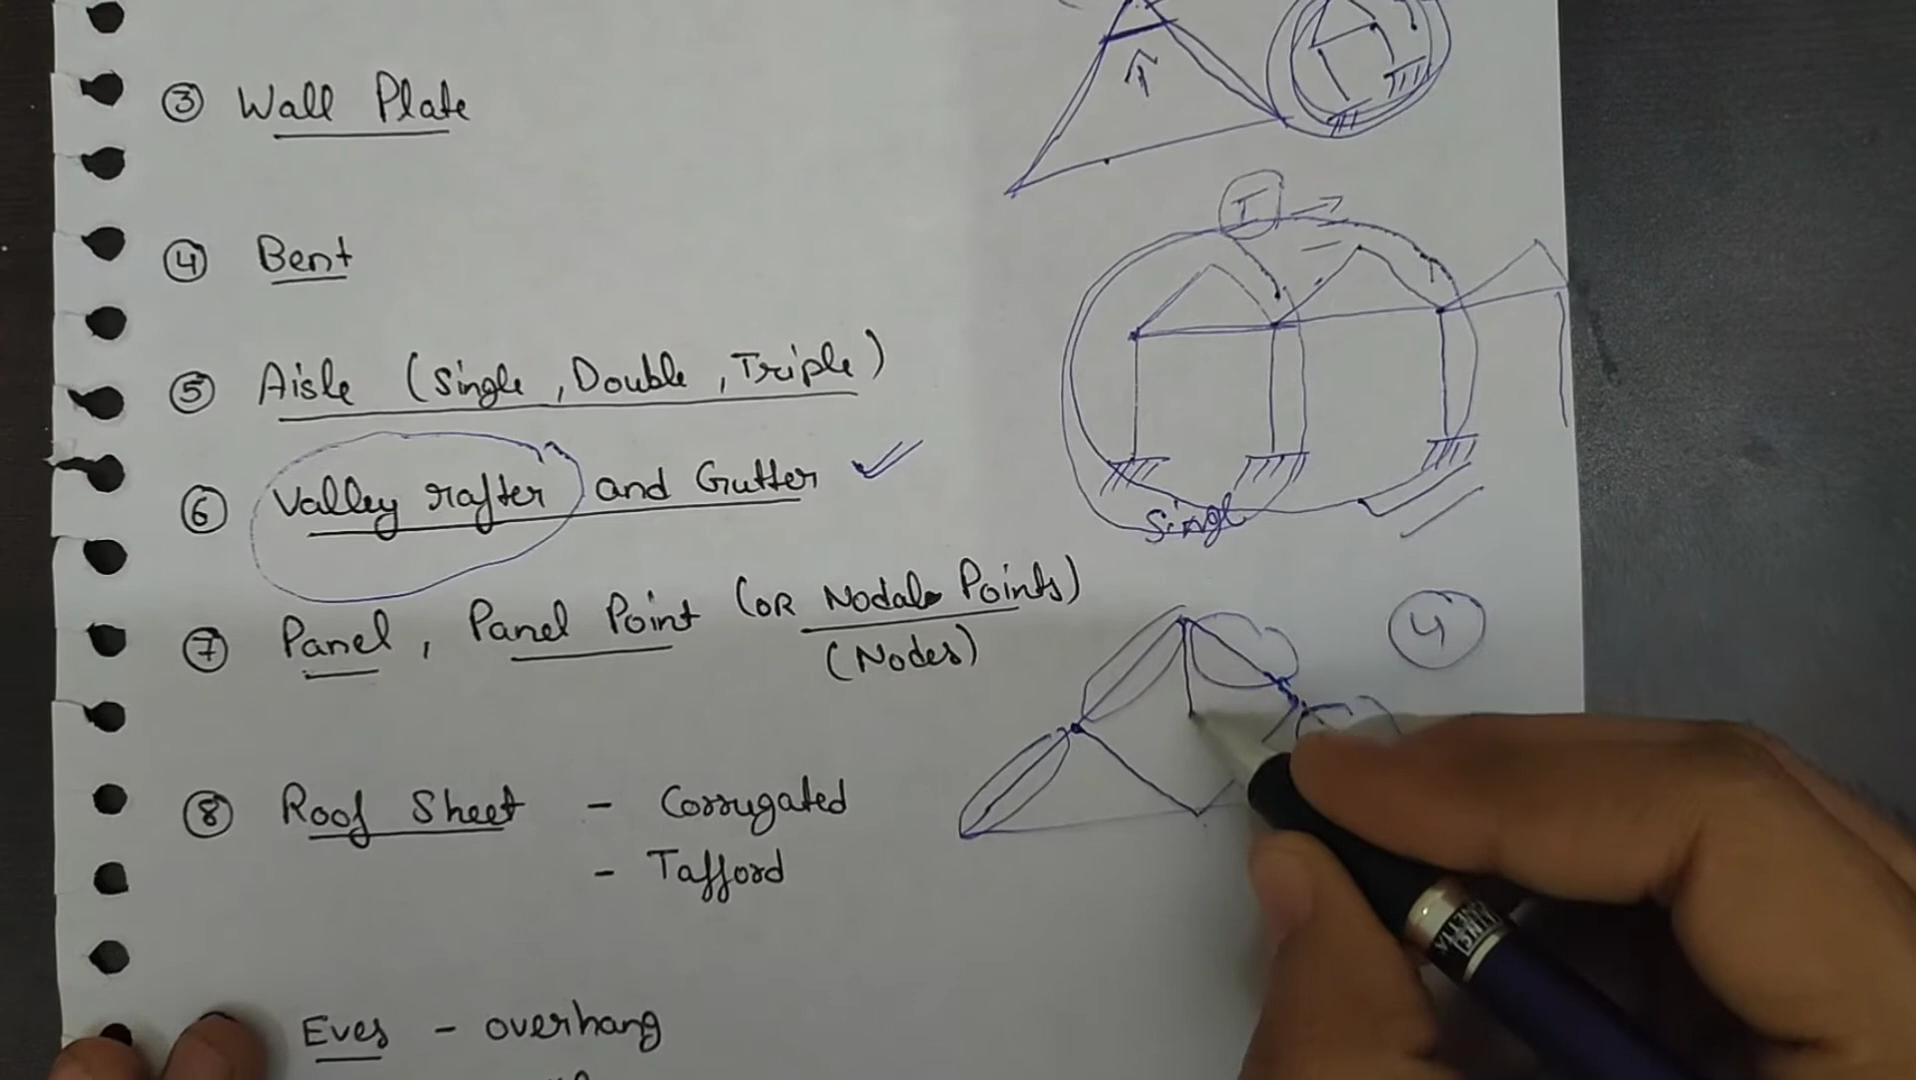 ③ Wall Plate
④ Bent
⑤ Aisle (Single, Double, Triple)
⑥ Valley rafter and Gutter
⑦ Panel, Panel Point (OR Nodal Points)
(Nodes)
⑧ Roof Sheet - Corrugated
- Tafford
Eves - overhang
I
Singl
4